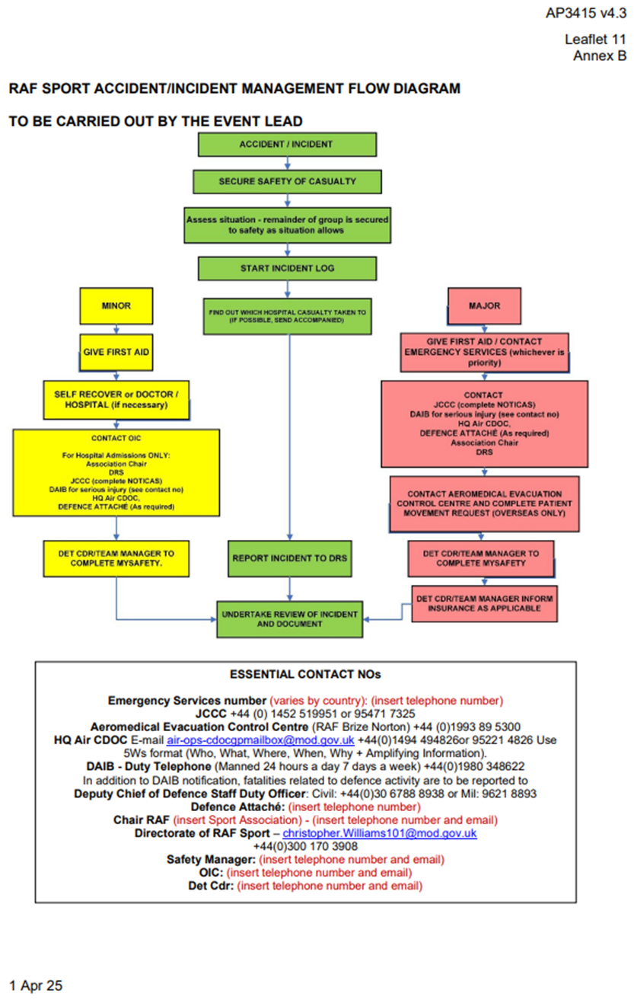 AP3415 v4.3
Leaflet 11
Annex B
RAF SPORT ACCIDENT/INCIDENT MANAGEMENT FLOW DIAGRAM
TO BE CARRIED OUT BY THE EVENT LEAD
ACCIDENT / INCIDENT
SECURE SAFETY OF CASUALTY
Assess situation - remainder of group is secured
to safety as situation allows
START INCIDENT LOG
FIND OUT WHICH HOSPITAL CASUALTY TAKEN TO
(IF POSSIBLE, SEND ACCOMPANIED)
MINOR
GIVE FIRST AID
SELF RECOVER or DOCTOR /
HOSPITAL (if necessary)
CONTACT OIC
For Hospital Admissions ONLY:
Association Chair
DRS
JCCC (complete NOTICAS)
DAIB for serious injury (see contact no)
HQ Air CDOC,
DEFENCE ATTACHÉ (As required)
DET CDR/TEAM MANAGER TO
COMPLETE MYSAFETY.
MAJOR
GIVE FIRST AID / CONTACT
EMERGENCY SERVICES (whichever is
priority)
CONTACT
JCCC (complete NOTICAS)
DAIB for serious injury (see contact no)
HQ Air CDOC,
DEFENCE ATTACHÉ (As required)
Association Chair
DRS
CONTACT AEROMEDICAL EVACUATION
CONTROL CENTRE AND COMPLETE PATIENT
MOVEMENT REQUEST (OVERSEAS ONLY)
DET CDR/TEAM MANAGER TO
COMPLETE MYSAFETY
DET CDR/TEAM MANAGER INFORM
INSURANCE AS APPLICABLE
REPORT INCIDENT TO DRS
UNDERTAKE REVIEW OF INCIDENT
AND DOCUMENT
ESSENTIAL CONTACT NOs
Emergency Services number (varies by country): (insert telephone number)
JCCC +44 (0) 1452 519951 or 95471 7325
Aeromedical Evacuation Control Centre (RAF Brize Norton) +44 (0)1993 89 5300
HQ Air CDOC E-mail air-ops-cdocgpmailbox@mod.gov.uk +44(0)1494 494826or 95221 4826 Use
5Ws format (Who, What, Where, When, Why + Amplifying Information).
DAIB - Duty Telephone (Manned 24 hours a day 7 days a week) +44(0)1980 348622
In addition to DAIB notification, fatalities related to defence activity are to be reported to
Deputy Chief of Defence Staff Duty Officer: Civil: +44(0)30 6788 8938 or Mil: 9621 8893
Defence Attaché: (insert telephone number)
Chair RAF (insert Sport Association) - (insert telephone number and email)
Directorate of RAF Sport – christopher.Williams101@mod.gov.uk
+44(0)300 170 3908
Safety Manager: (insert telephone number and email)
OIC: (insert telephone number and email)
Det Cdr: (insert telephone number and email)
1 Apr 25